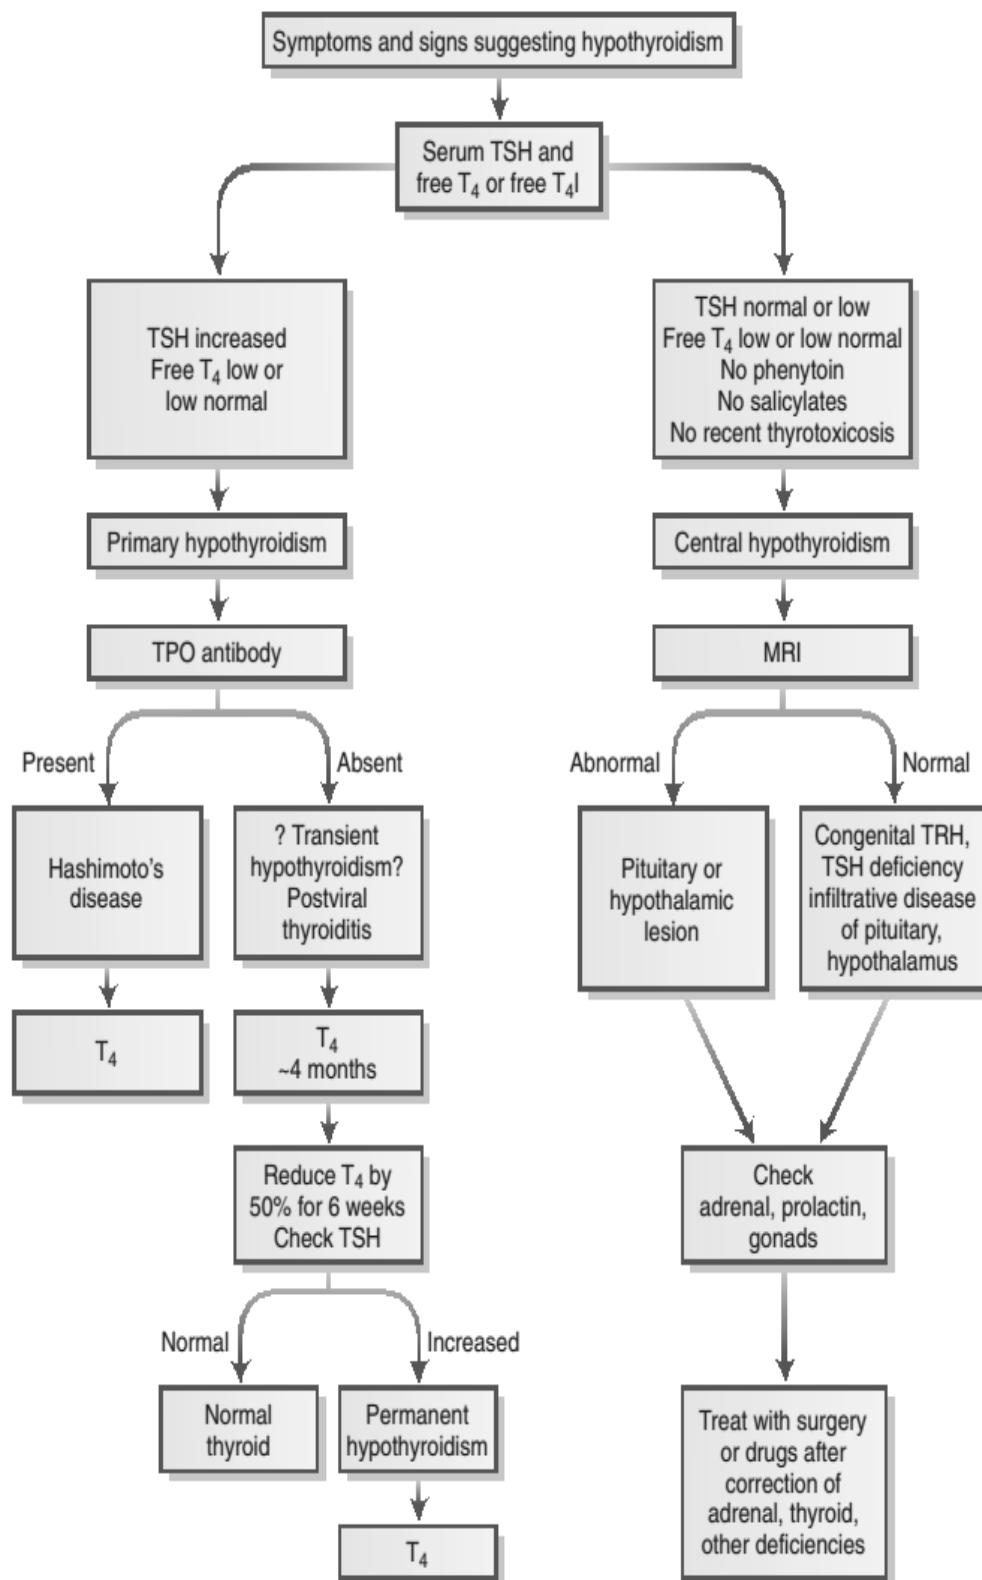 Symptoms and signs suggesting hypothyroidism
Serum TSH and
free T₄ or free T₄I
TSH increased
Free T₄ low or
low normal
TSH normal or low
Free T₄ low or low normal
No phenytoin
No salicylates
No recent thyrotoxicosis
Primary hypothyroidism
Central hypothyroidism
TPO antibody
MRI
Present
Absent
Abnormal
Normal
Hashimoto's
disease
? Transient
hypothyroidism?
Postviral
thyroiditis
Pituitary or
hypothalamic
lesion
Congenital TRH,
TSH deficiency
infiltrative disease
of pituitary,
hypothalamus
T₄
T₄
~4 months
Reduce T₄ by
50% for 6 weeks
Check TSH
Check
adrenal, prolactin,
gonads
Normal
Increased
Normal
thyroid
Permanent
hypothyroidism
Treat with surgery
or drugs after
correction of
adrenal, thyroid,
other deficiencies
T₄